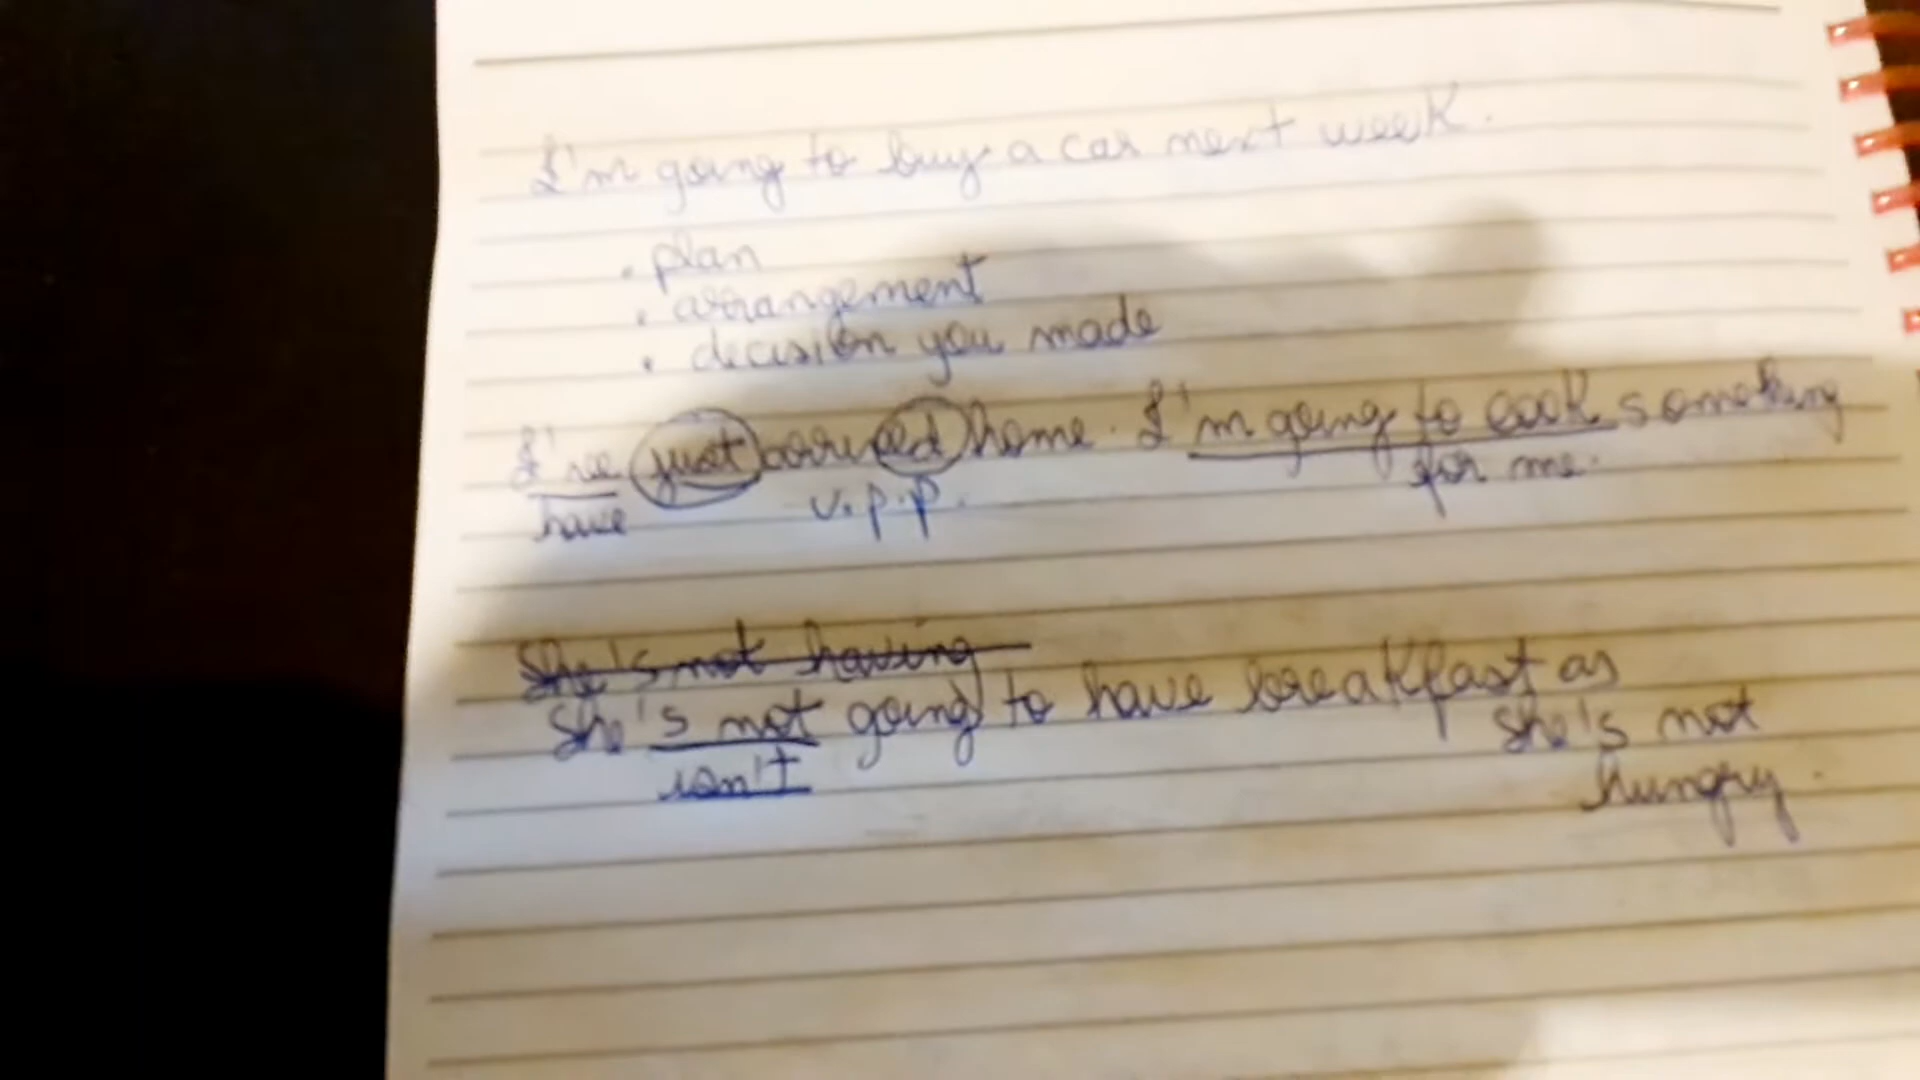 I'm going to buy a car next week.
. plan
. arrangement
. decision you made
I've just arrived home. I'm going to cook something
for me.
have
v.p.p.
She's not having
She's not going to have breakfast as
she's not
isn't
hungry.